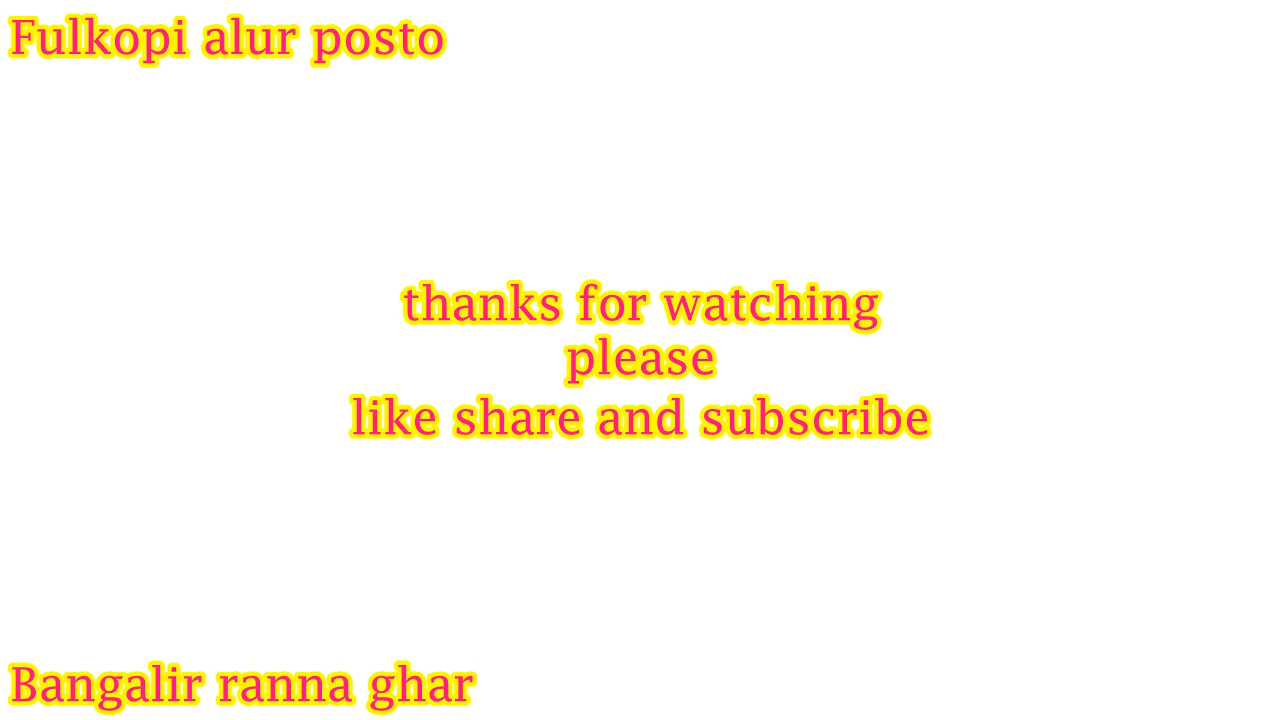 Fulkopi alur posto
thanks for watching
please
like share and subscribe
Bangalir ranna ghar